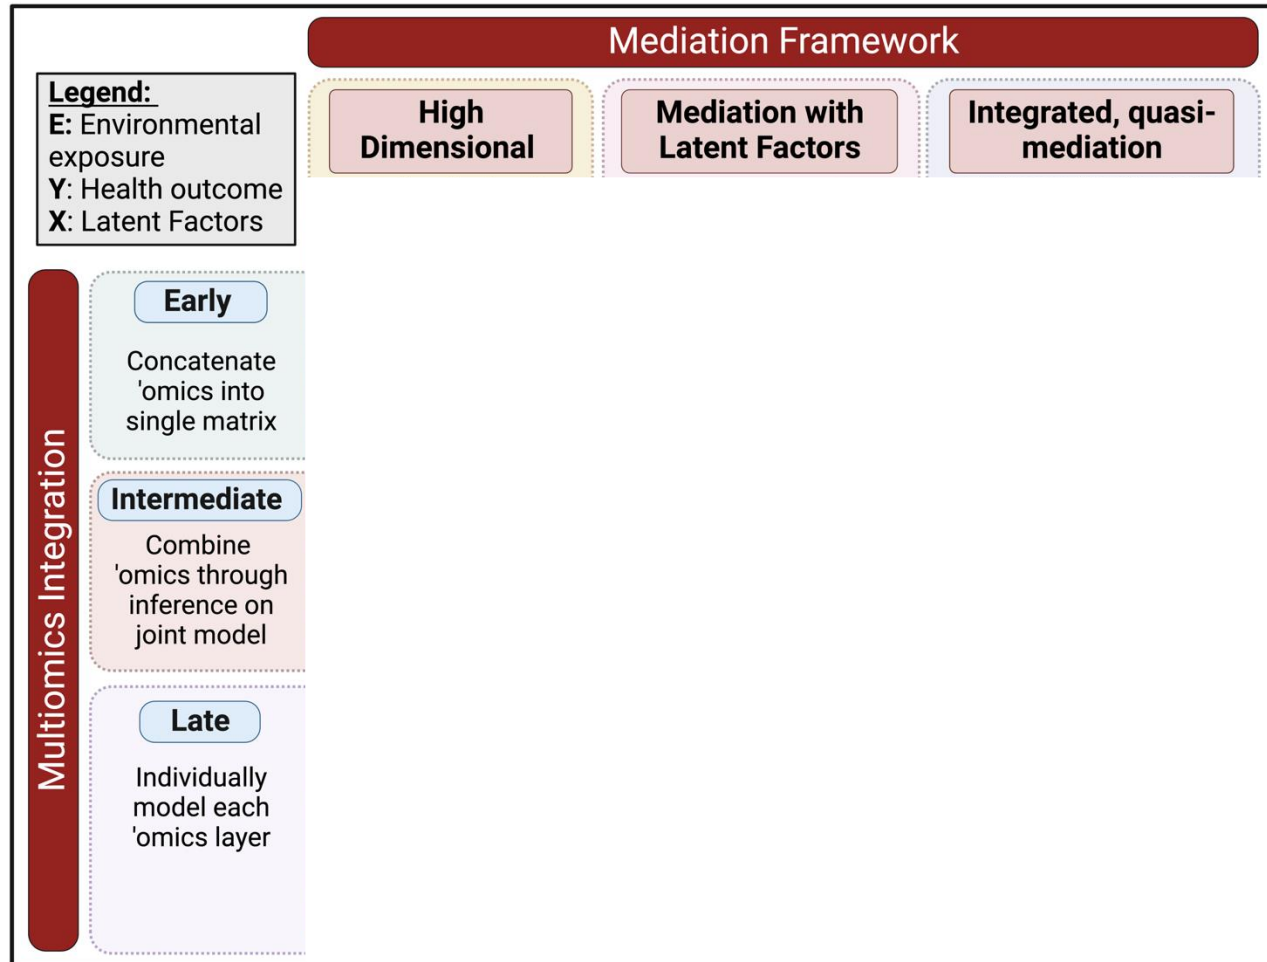 Mediation Framework
Legend:
E: Environmental
exposure
Y: Health outcome
X: Latent Factors
High
Dimensional
Mediation with
Latent Factors
Integrated, quasi-
mediation
Multiomics Integration
Early
Concatenate
'omics into
single matrix
Intermediate
Combine
'omics through
inference on
joint model
Late
Individually
model each
'omics layer